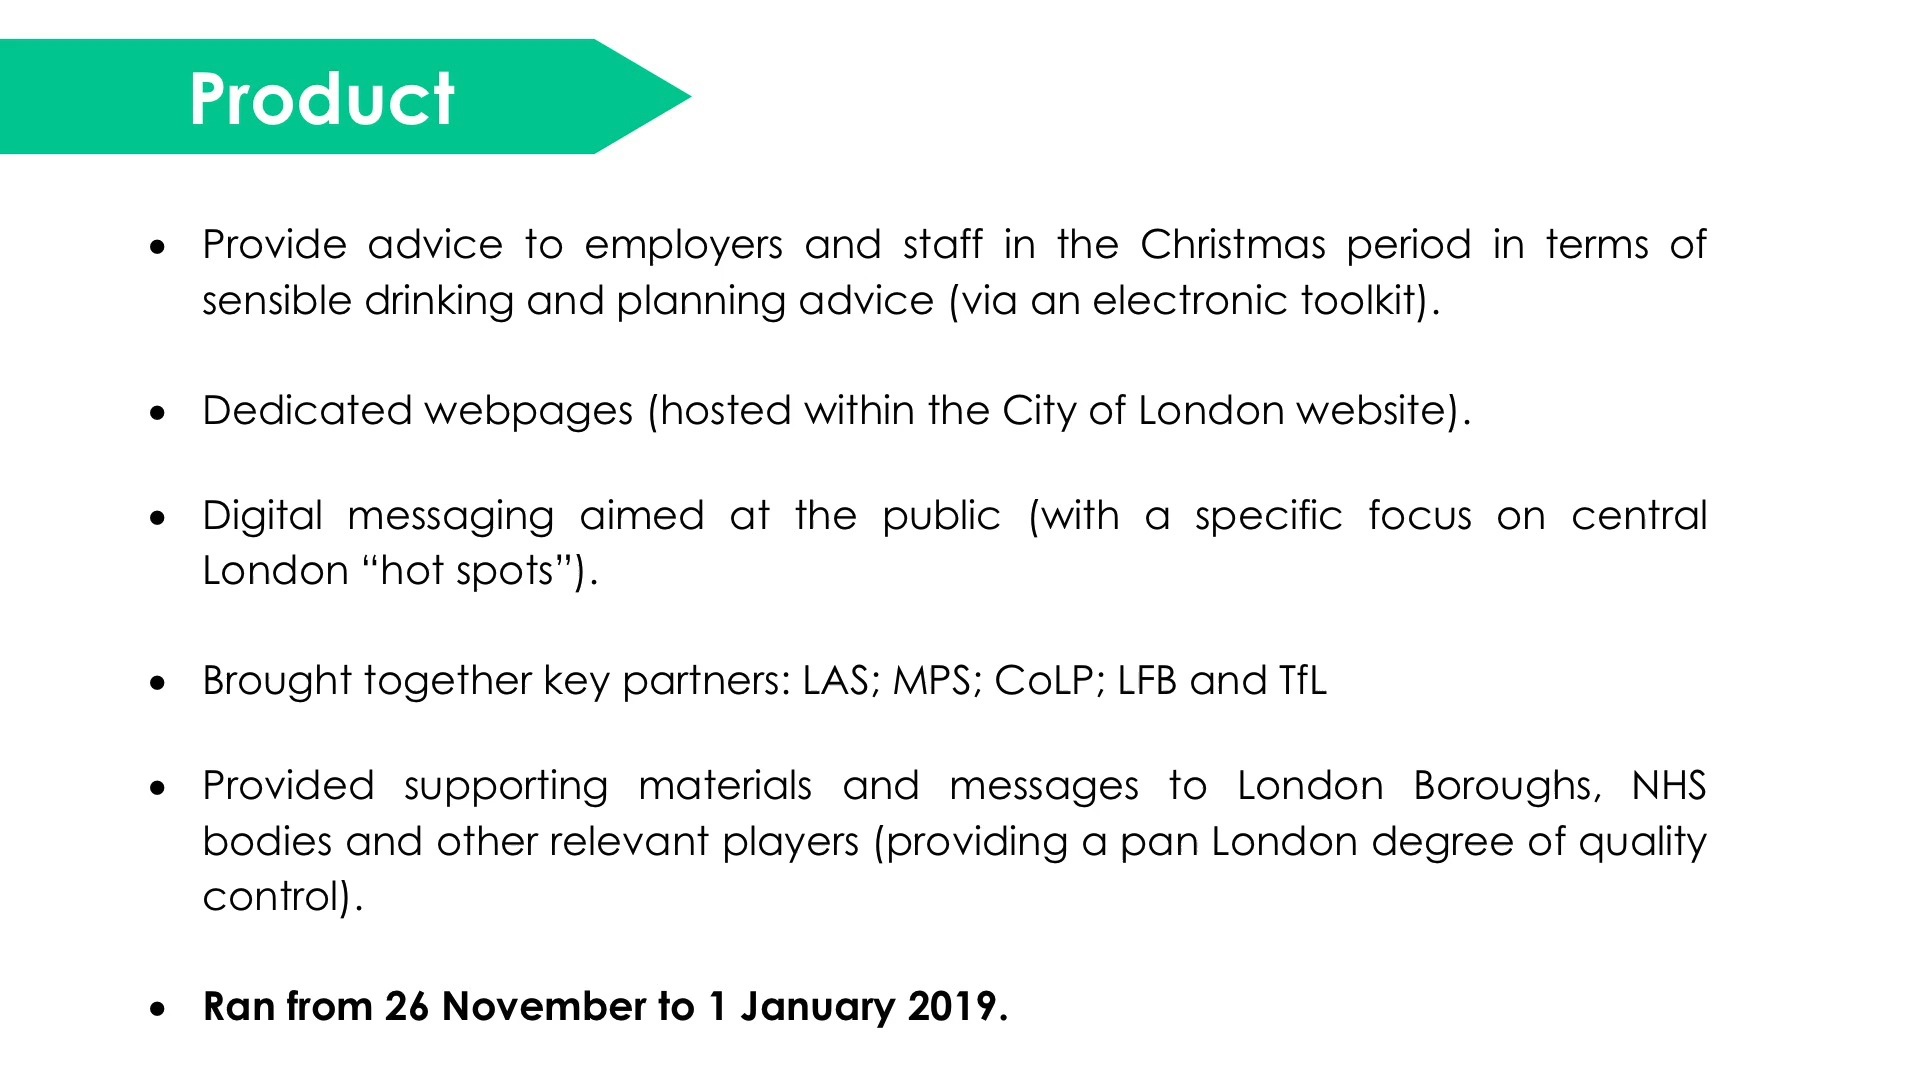 Product
• Provide advice to employers and staff in the Christmas period in terms of
sensible drinking and planning advice (via an electronic toolkit).
• Dedicated webpages (hosted within the City of London website).
• Digital messaging aimed at the public (with a specific focus on central
London “hot spots”).
• Brought together key partners: LAS; MPS; CoLP; LFB and TfL
• Provided supporting materials and messages to London Boroughs, NHS
bodies and other relevant players (providing a pan London degree of quality
control).
• Ran from 26 November to 1 January 2019.